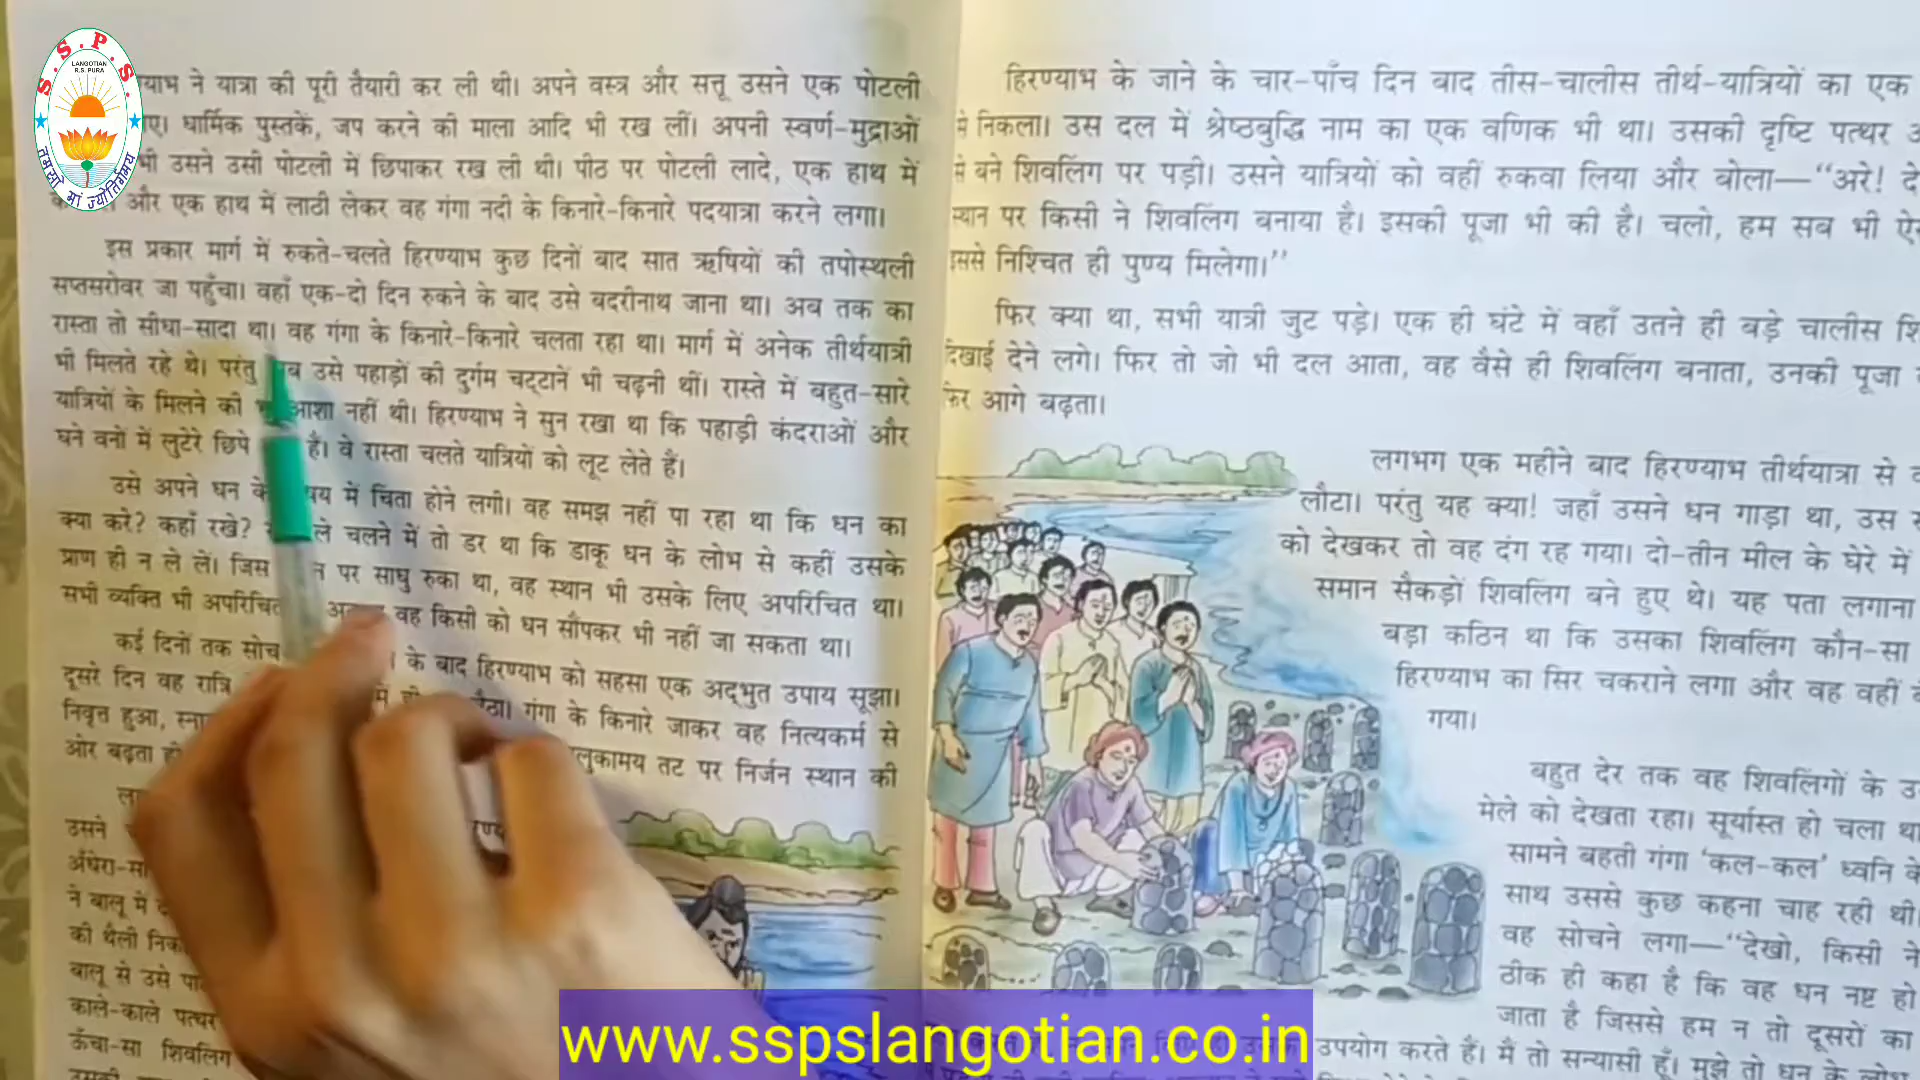 S.S.P.S.
LANGOTIAN
R.S. PURA
तमसो मां ज्योतिर्गमय
ने यात्रा की पूरी तैयारी कर ली थी। अपने वस्त्र और सत्तू उसने एक पोटली
धार्मिक पुस्तकें, जप करने की माला आदि भी रख लीं। अपनी स्वर्ण-मुद्राओं
भी उसने उसी पोटली में छिपाकर रख ली थी। पीठ पर पोटली लादे, एक हाथ में
और एक हाथ में लाठी लेकर वह गंगा नदी के किनारे-किनारे पदयात्रा करने लगा।
इस प्रकार मार्ग में रुकते-चलते हिरण्याभ कुछ दिनों बाद सात ऋषियों की तपोस्थली
सप्तसरोवर जा पहुँचा। वहाँ एक-दो दिन रुकने के बाद उसे बदरीनाथ जाना था। अब तक का
रास्ता तो सीधा-सादा था। वह गंगा के किनारे-किनारे चलता रहा था। मार्ग में अनेक तीर्थयात्री
भी मिलते रहे थे। परंतु उसे पहाड़ों की दुर्गम चट्टानें भी चढ़नी थीं। रास्ते में बहुत-सारे
यात्रियों के मिलने की आशा नहीं थी। हिरण्याभ ने सुन रखा था कि पहाड़ी कंदराओं और
घने वनों में लुटेरे छिपे हैं। वे रास्ता चलते यात्रियों को लूट लेते हैं।
उसे अपने धन के में चिंता होने लगी। वह समझ नहीं पा रहा था कि धन का
क्या करे? कहाँ रखे? ले चलने में तो डर था कि डाकू धन के लोभ से कहीं उसके
प्राण ही न ले लें। जिस पर साधु रुका था, वह स्थान भी उसके लिए अपरिचित था।
सभी व्यक्ति भी अपरिचित वह किसी को धन सौंपकर भी नहीं जा सकता था।
कई दिनों तक सोच के बाद हिरण्याभ को सहसा एक अद्भुत उपाय सूझा।
दूसरे दिन वह रात्रि में गंगा के किनारे जाकर वह नित्यकर्म से
निवृत्त हुआ, तट पर निर्जन स्थान की
ओर बढ़ता
उसने
अँधेरा-सा
ने बालू में
की थैली
बालू से उसे
काले-काले पत्थर
ऊँचा-सा शिवलिंग
हिरण्याभ के जाने के चार-पाँच दिन बाद तीस-चालीस तीर्थ-यात्रियों का एक
से निकला। उस दल में श्रेष्ठबुद्धि नाम का एक वणिक भी था। उसकी दृष्टि पत्थर
से बने शिवलिंग पर पड़ी। उसने यात्रियों को वहीं रुकवा लिया और बोला—“अरे!
स्थान पर किसी ने शिवलिंग बनाया है। इसकी पूजा भी की है। चलो, हम सब भी
इससे निश्चित ही पुण्य मिलेगा।”
फिर क्या था, सभी यात्री जुट पड़े। एक ही घंटे में वहाँ उतने ही बड़े चालीस
दिखाई देने लगे। फिर तो जो भी दल आता, वह वैसे ही शिवलिंग बनाता, उनकी पूजा
फिर आगे बढ़ता।
लगभग एक महीने बाद हिरण्याभ तीर्थयात्रा से
लौटा। परंतु यह क्या! जहाँ उसने धन गाड़ा था, उस
को देखकर तो वह दंग रह गया। दो-तीन मील के घेरे में
समान सैकड़ों शिवलिंग बने हुए थे। यह पता लगाना
बड़ा कठिन था कि उसका शिवलिंग कौन-सा
हिरण्याभ का सिर चकराने लगा और वह वहीं
गया।
बहुत देर तक वह शिवलिंगों के
मेले को देखता रहा। सूर्यास्त हो चला
सामने बहती गंगा ‘कल-कल’ ध्वनि के
साथ उससे कुछ कहना चाह रही थी।
वह सोचने लगा—“देखो, किसी ने
ठीक ही कहा है कि वह धन नष्ट हो
जाता है जिससे हम न तो दूसरों का
उपयोग करते हैं। मैं तो सन्यासी हूँ। मुझे तो धन के लोभ
www.sspslangotian.co.in